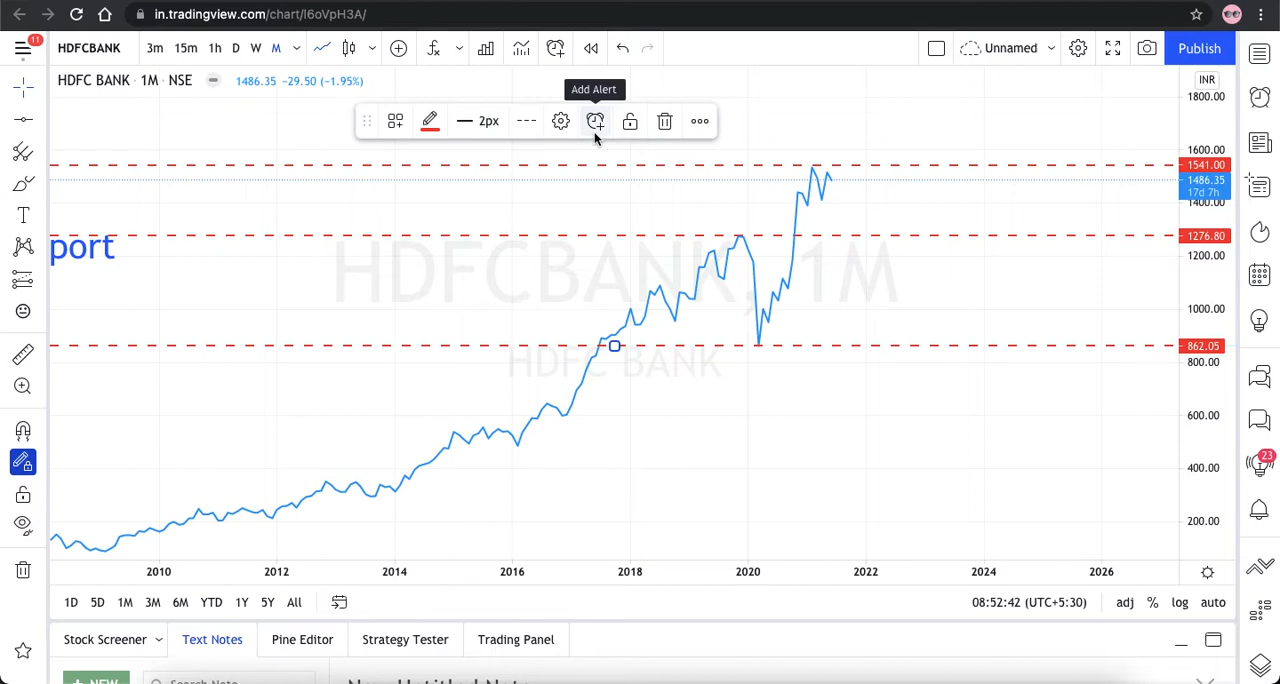 in.tradingview.com/chart/l6oVpH3A/
11
HDFCBANK 3m 15m 1h D W M Unnamed Publish
HDFC BANK · 1M · NSE 1486.35 −29.50 (−1.95%)
Add Alert
INR
2px
1800.00
1600.00
1541.00
1486.35
17d 7h
1400.00
1276.80
1200.00
1000.00
862.05
800.00
600.00
400.00
200.00
port
HDFCBANK, 1M
HDFC BANK
23
2010 2012 2014 2016 2018 2020 2022 2024 2026
1D 5D 1M 3M 6M YTD 1Y 5Y All 08:52:42 (UTC+5:30) adj % log auto
Stock Screener Text Notes Pine Editor Strategy Tester Trading Panel
NEW Search Note